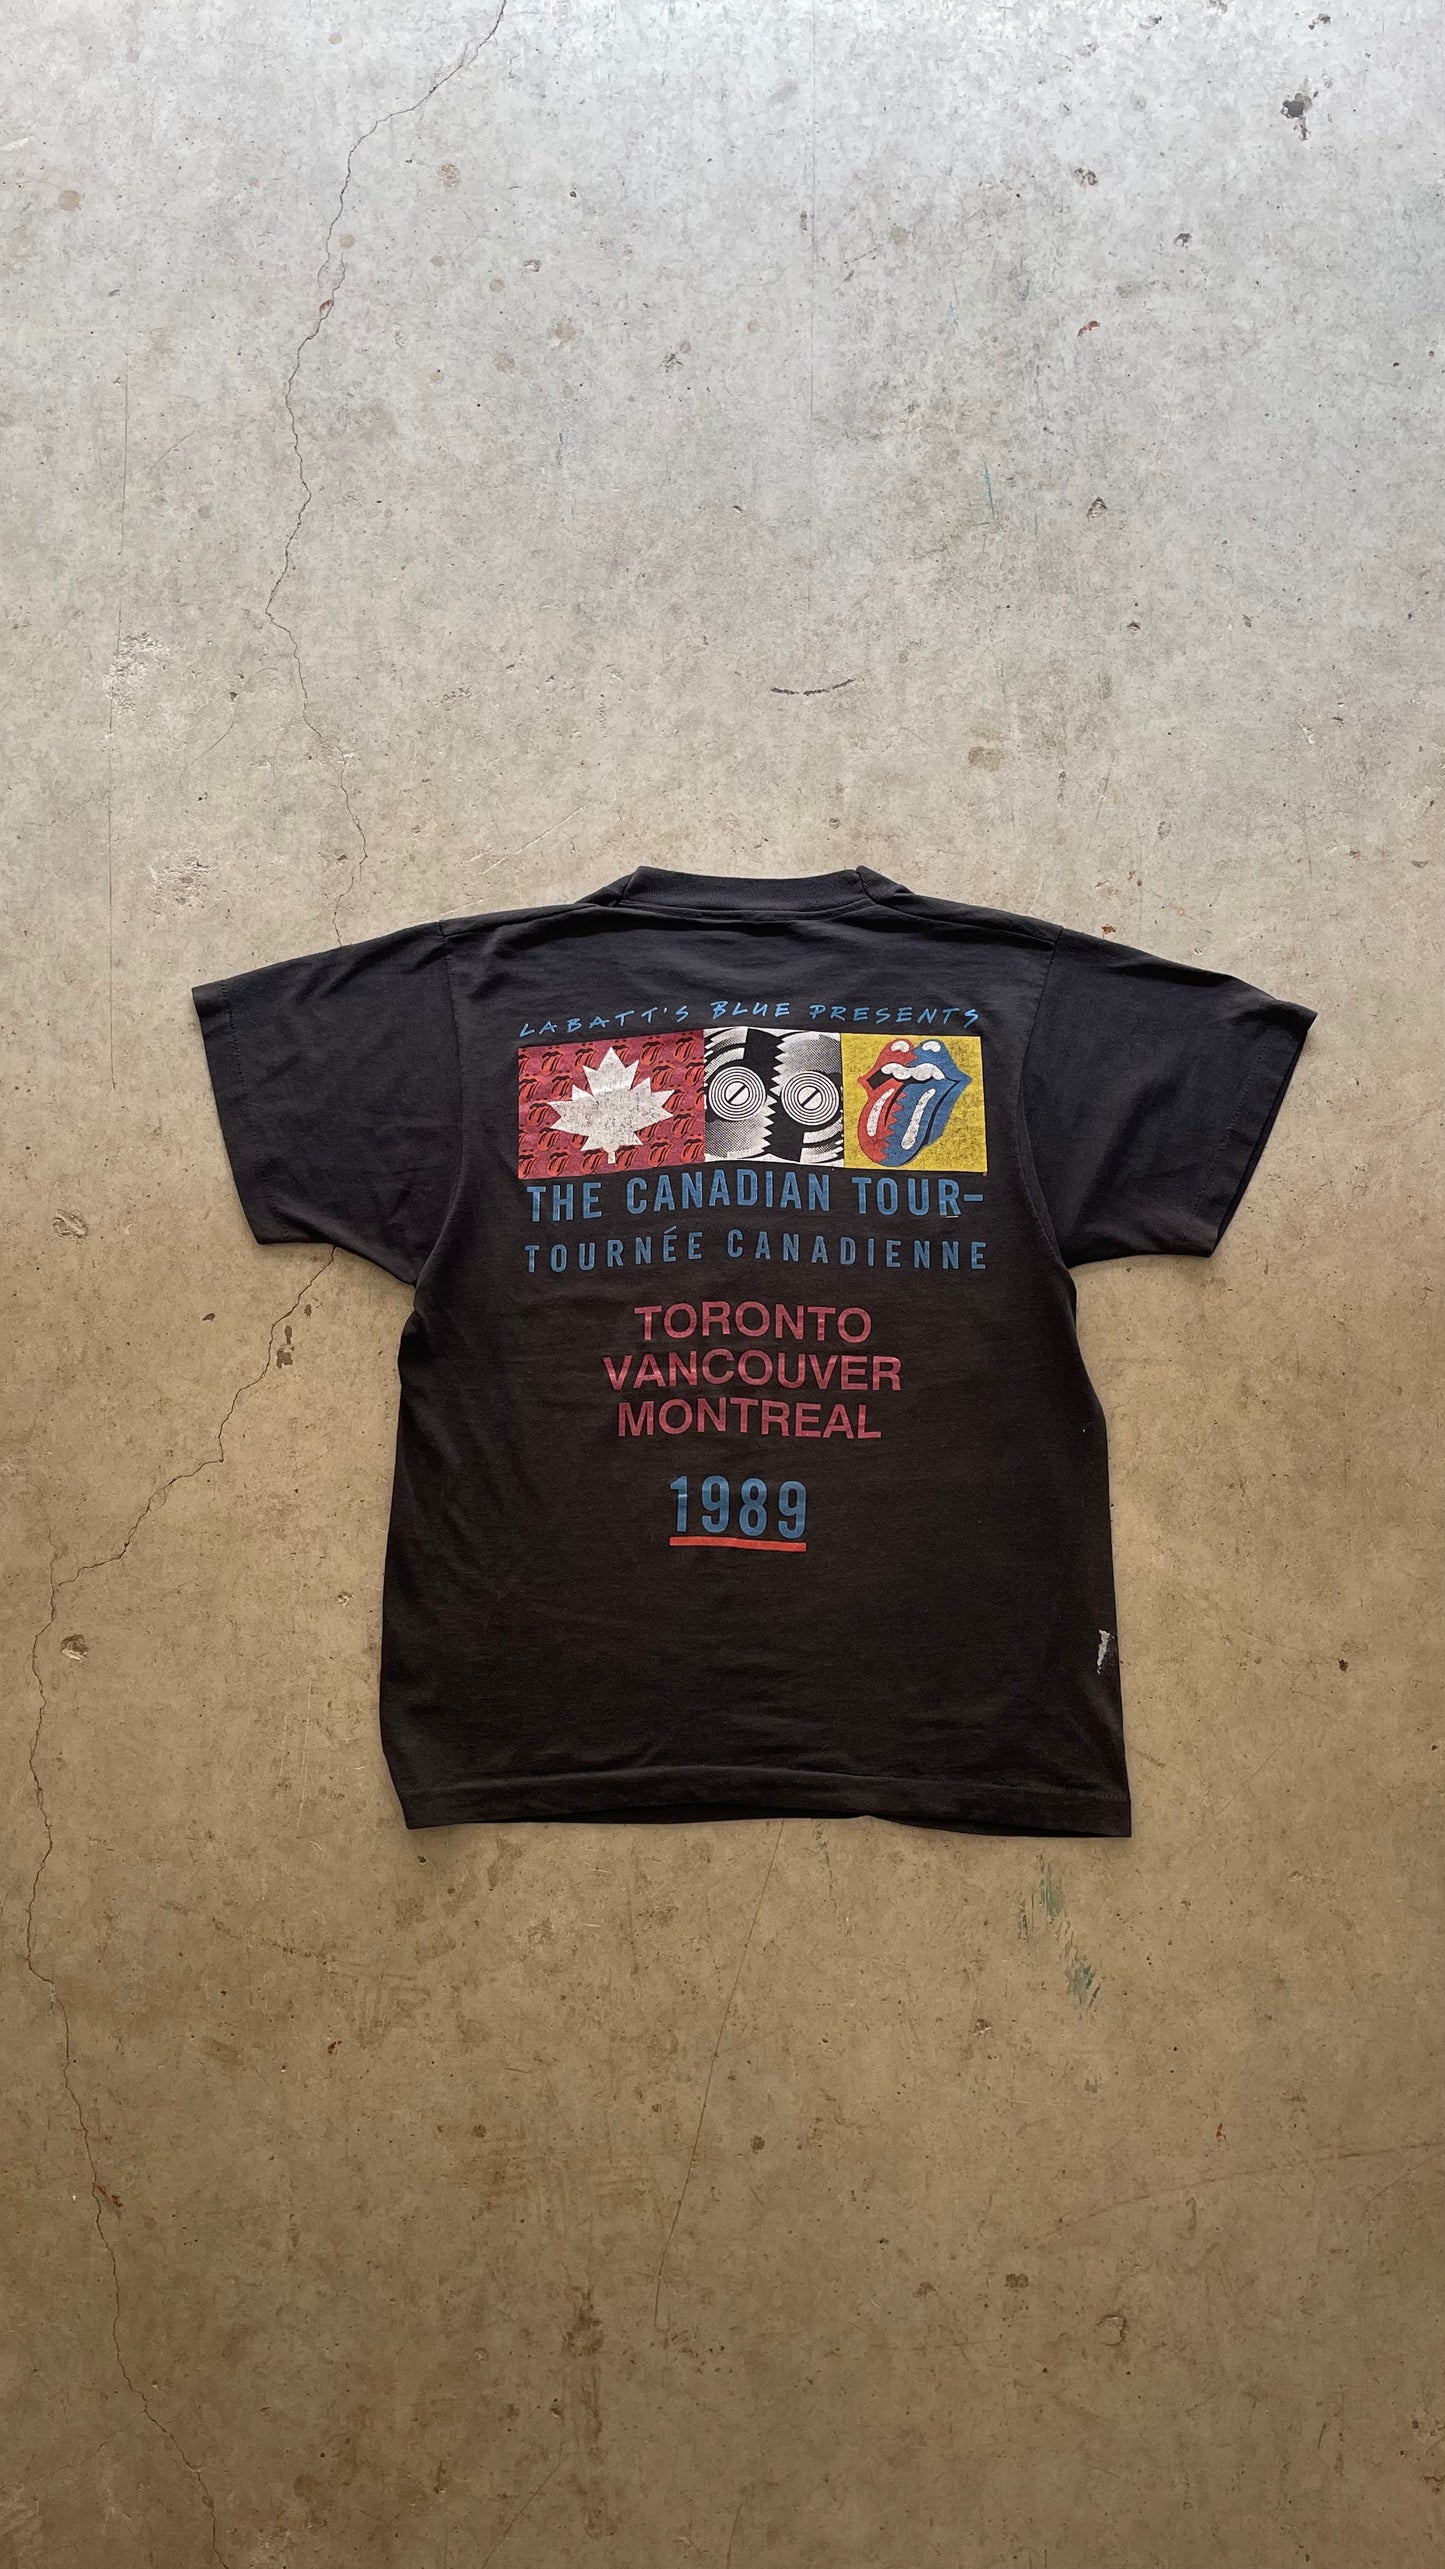 LABATT'S BLUE PRESENTS
THE CANADIAN TOUR-
TOURNÉE CANADIENNE
TORONTO
VANCOUVER
MONTREAL
1989